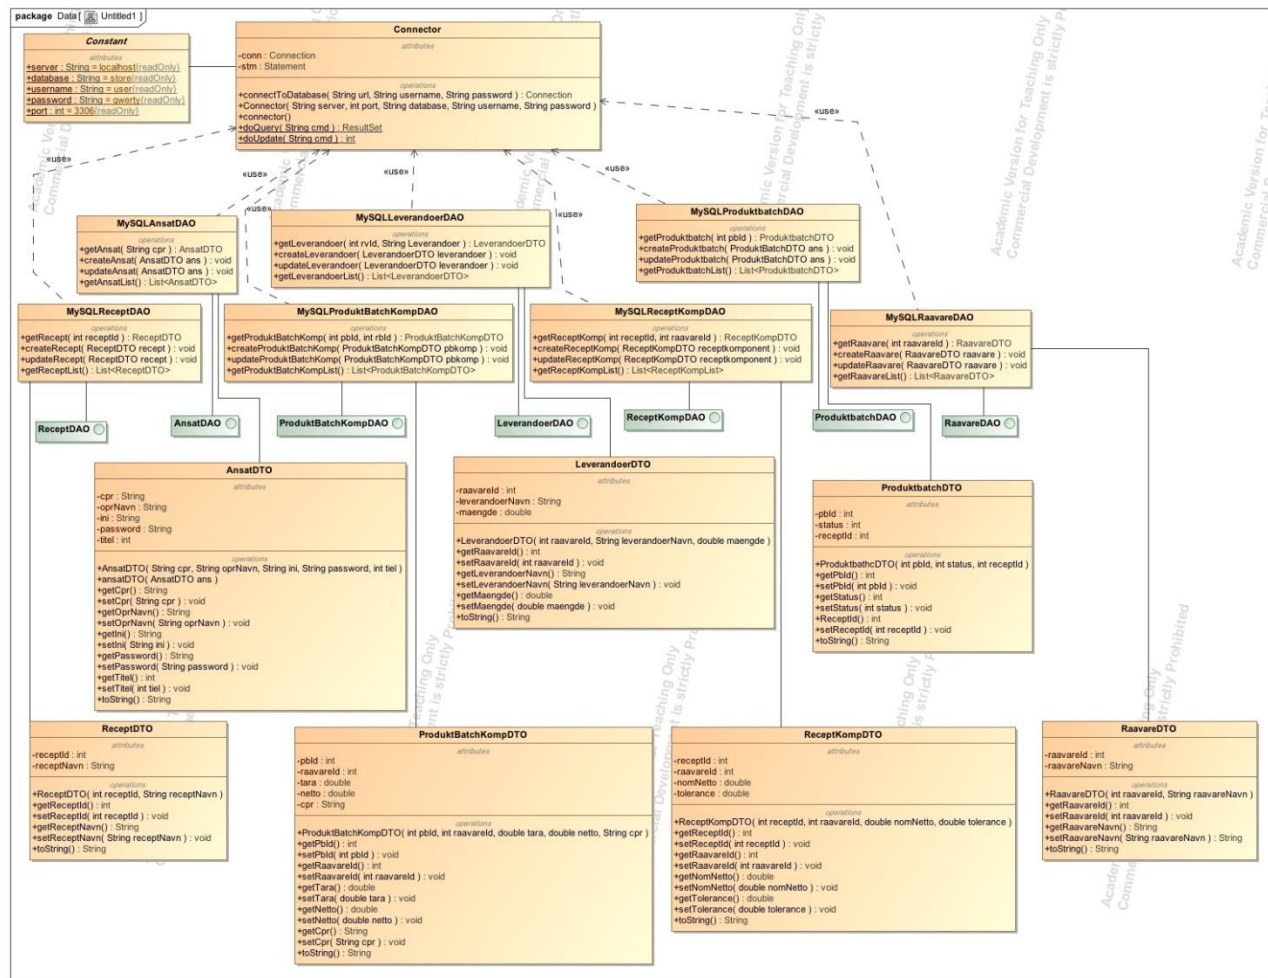 package Data [ Untitled1 ]
Constant
attributes
+server : String = localhost{readOnly}
+database : String = store{readOnly}
+username : String = user{readOnly}
+password : String = qwerty{readOnly}
+port : int = 3306{readOnly}
Connector
attributes
-conn : Connection
-stm : Statement
operations
+connectToDatabase( String url, String username, String password ) : Connection
+Connector( String server, int port, String database, String username, String password )
+connector()
+doQuery( String cmd ) : ResultSet
+doUpdate( String cmd ) : int
«use»
«use»
«use»
«use»
«use»
«use»
«use»
MySQLAnsatDAO
operations
+getAnsat( String cpr ) : AnsatDTO
+createAnsat( AnsatDTO ans ) : void
+updateAnsat( AnsatDTO ans ) : void
+getAnsatList() : List<AnsatDTO>
MySQLLeverandoerDAO
operations
+getLeverandoer( int rvId, String Leverandoer ) : LeverandoerDTO
+createLeverandoer( LeverandoerDTO leverandoer ) : void
+updateLeverandoer( LeverandoerDTO leverandoer ) : void
+getLeverandoerList() : List<LeverandoerDTO>
MySQLProduktbatchDAO
operations
+getProduktbatch( int pbId ) : ProduktbatchDTO
+createProduktbatch( ProduktBatchDTO ans ) : void
+updateProduktbatch( ProduktBatchDTO ans ) : void
+getProduktbatchList() : List<ProduktbatchDTO>
MySQLReceptDAO
operations
+getRecept( int receptId ) : ReceptDTO
+createRecept( ReceptDTO recept ) : void
+updateRecept( ReceptDTO recept ) : void
+getReceptList() : List<ReceptDTO>
MySQLProduktBatchKompDAO
operations
+getProduktBatchKomp( int pbId, int rbId ) : ProduktBatchKompDTO
+createProduktBatchKomp( ProduktBatchKompDTO pbkomp ) : void
+updateProduktBatchKomp( ProduktBatchKompDTO pbkomp ) : void
+getProduktBatchKompList() : List<ProduktBatchKompDTO>
MySQLReceptKompDAO
operations
+getReceptKomp( int receptId, int raavareId ) : ReceptKompDTO
+createReceptKomp( ReceptKompDTO receptkomponent ) : void
+updateReceptKomp( ReceptKompDTO receptkomponent ) : void
+getReceptKompList() : List<ReceptKompList>
MySQLRaavareDAO
operations
+getRaavare( int raavareId ) : RaavareDTO
+createRaavare( RaavareDTO raavare ) : void
+updateRaavare( RaavareDTO raavare ) : void
+getRaavareList() : List<RaavareDTO>
ReceptDAO
AnsatDAO
ProduktBatchKompDAO
LeverandoerDAO
ReceptKompDAO
ProduktbatchDAO
RaavareDAO
AnsatDTO
attributes
-cpr : String
-oprNavn : String
-ini : String
-password : String
-titel : int
operations
+AnsatDTO( String cpr, String oprNavn, String ini, String password, int tiel )
+ansatDTO( AnsatDTO ans )
+getCpr() : String
+setCpr( String cpr ) : void
+getOprNavn() : String
+setOprNavn( String oprNavn ) : void
+getIni() : String
+setIni( String ini ) : void
+getPassword() : String
+setPassword( String password ) : void
+getTitel() : int
+setTitel( int tiel ) : void
+toString() : String
LeverandoerDTO
attributes
-raavareId : int
-leverandoerNavn : String
-maengde : double
operations
+LeverandoerDTO( int raavareId, String leverandoerNavn, double maengde )
+getRaavareId() : int
+setRaavareId( int raavareId ) : void
+getLeverandoerNavn() : String
+setLeverandoerNavn( String leverandoerNavn ) : void
+getMaengde() : double
+setMaengde( double maengde ) : void
+toString() : String
ProduktbatchDTO
attributes
-pbId : int
-status : int
-receptId : int
operations
+ProduktbathcDTO( int pbId, int status, int receptId )
+getPbId() : int
+setPbId( int pbId ) : void
+getStatus() : int
+setStatus( int status ) : void
+ReceptId() : int
+setReceptId( int receptId ) : void
+toString() : String
ReceptDTO
attributes
-receptId : int
-receptNavn : String
operations
+ReceptDTO( int receptId, String receptNavn )
+getReceptId() : int
+setReceptId( int receptId ) : void
+getReceptNavn() : String
+setReceptNavn( String receptNavn ) : void
+toString() : String
ProduktBatchKompDTO
attributes
-pbId : int
-raavareId : int
-tara : double
-netto : double
-cpr : String
operations
+ProduktBatchKompDTO( int pbId, int raavareId, double tara, double netto, String cpr )
+getPbId() : int
+setPbId( int pbId ) : void
+getRaavareId() : int
+setRaavareId( int raavareId ) : void
+getTara() : double
+setTara( double tara ) : void
+getNetto() : double
+setNetto( double netto ) : void
+getCpr() : String
+setCpr( String cpr ) : void
+toString() : String
ReceptKompDTO
attributes
-receptId : int
-raavareId : int
-nomNetto : double
-tolerance : double
operations
+ReceptKompDTO( int receptId, int raavareId, double nomNetto, double tolerance )
+getReceptId() : int
+setReceptId( int receptId ) : void
+getRaavareId() : int
+setRaavareId( int raavareId ) : void
+getNomNetto() : double
+setNomNetto( double nomNetto ) : void
+getTolerance() : double
+setTolerance( double tolerance ) : void
+toString() : String
RaavareDTO
attributes
-raavareId : int
-raavareNavn : String
operations
+RaavareDTO( int raavareId, String raavareNavn )
+getRaavareId() : int
+setRaavareId( int raavareId ) : void
+getRaavareNavn() : String
+setRaavareNavn( String raavareNavn ) : String
+toString() : String
Academic Version for Teaching Only
Commercial Development is strictly Prohibited